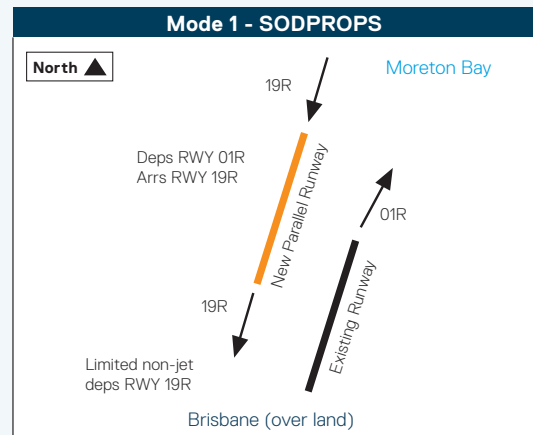 Mode 1 - SODPROPS
North
Moreton Bay
19R
Deps RWY 01R
Arrs RWY 19R
New Parallel Runway
01R
19R
Existing Runway
Limited non-jet
deps RWY 19R
Brisbane (over land)